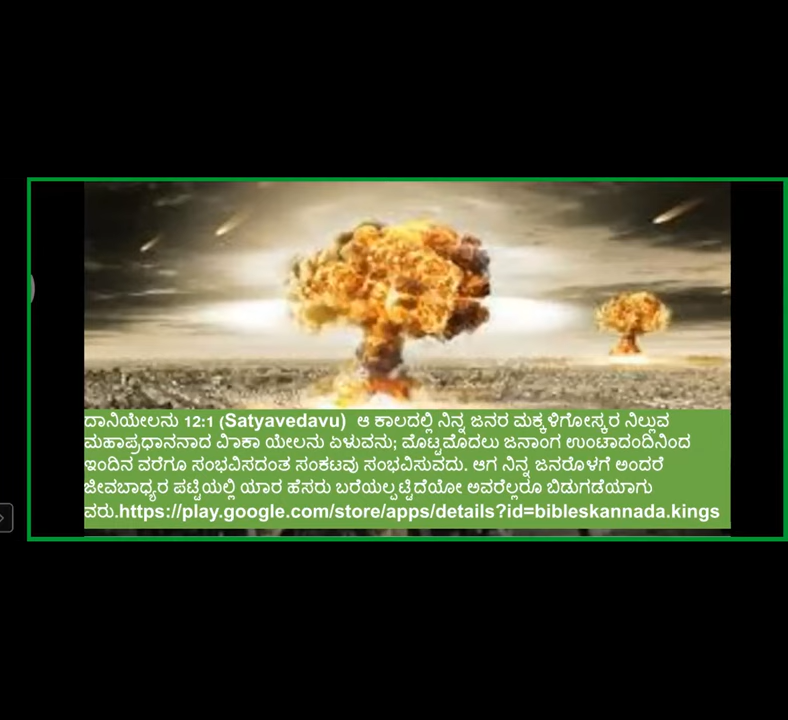 ದಾನಿಯೇಲನು 12:1 (Satyavedavu) ಆ ಕಾಲದಲ್ಲಿ ನಿನ್ನ ಜನರ ಮಕ್ಕಳಿಗೋಸ್ಕರ ನಿಲ್ಲುವ
ಮಹಾಪ್ರಧಾನನಾದ ವಿಾಕಾ ಯೇಲನು ಏಳುವನು; ಮೊಟ್ಟಮೊದಲು ಜನಾಂಗ ಉಂಟಾದಂದಿನಿಂದ
ಇಂದಿನ ವರೆಗೂ ಸಂಭವಿಸದಂತ ಸಂಕಟವು ಸಂಭವಿಸುವದು. ಆಗ ನಿನ್ನ ಜನರೊಳಗೆ ಅಂದರೆ
ಜೀವಬಾಧ್ಯರ ಪಟ್ಟಿಯಲ್ಲಿ ಯಾರ ಹೆಸರು ಬರೆಯಲ್ಪಟ್ಟಿದೆಯೋ ಅವರೆಲ್ಲರೂ ಬಿಡುಗಡೆಯಾಗು
ವರು.https://play.google.com/store/apps/details?id=bibleskannada.kings